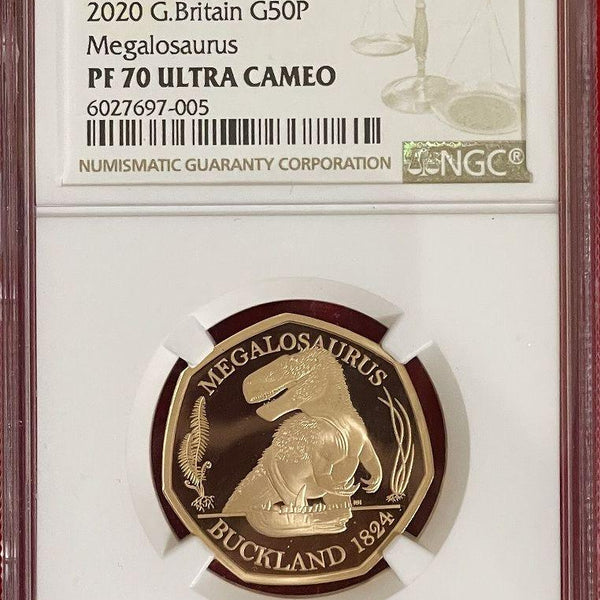 2020 G.Britain G50P
Megalosaurus
PF 70 ULTRA CAMEO
6027697-005
NUMISMATIC GUARANTY CORPORATION
NGC®
MEGALOSAURUS
BUCKLAND 1824